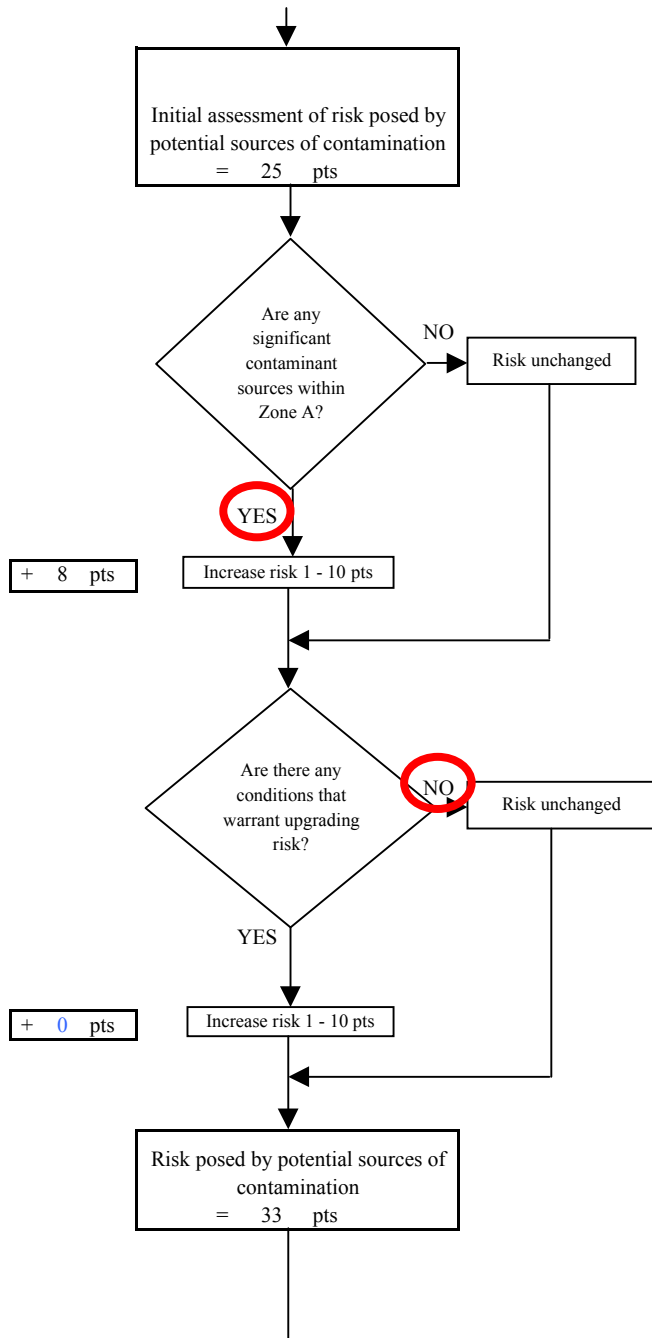 Initial assessment of risk posed by
potential sources of contamination
= 25 pts
Are any
significant
contaminant
sources within
Zone A?
NO
Risk unchanged
YES
+ 8 pts
Increase risk 1 - 10 pts
Are there any
conditions that
warrant upgrading
risk?
NO
Risk unchanged
YES
+ 0 pts
Increase risk 1 - 10 pts
Risk posed by potential sources of
contamination
= 33 pts